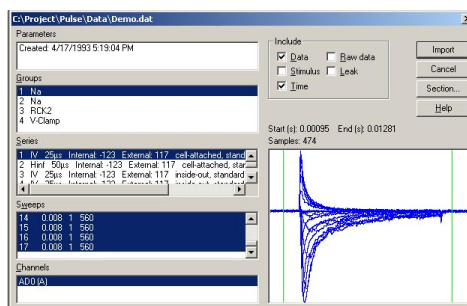 C:\Project\Pulse\Data\Demo.dat
Parameters
Created: 4/17/1993 5:19:04 PM
Groups
1 Na
2 Na
3 RCK2
4 V-Clamp
Series
1 IV 25µs Internal: -123 External: 117 cell-attached, stand
2 Hinf 50µs Internal: -123 External: 117 cell-attached, stan
3 IV 25µs Internal: -123 External: 117 inside-out, standard
Sweeps
14 0.008 1 560
15 0.008 1 560
16 0.008 1 560
17 0.008 1 560
Channels
AD0 (A)
Include
Data Raw data
Stimulus Leak
Time
Import
Cancel
Section...
Help
Start (s): 0.00095 End (s): 0.01281
Samples: 474